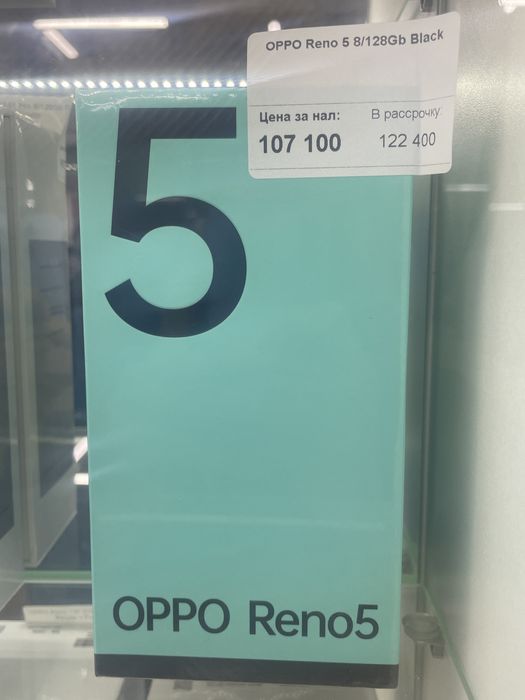 OPPO Reno 5 8/128Gb Black
Цена за нал: В рассрочку:
107 100 122 400
5
OPPO Reno5